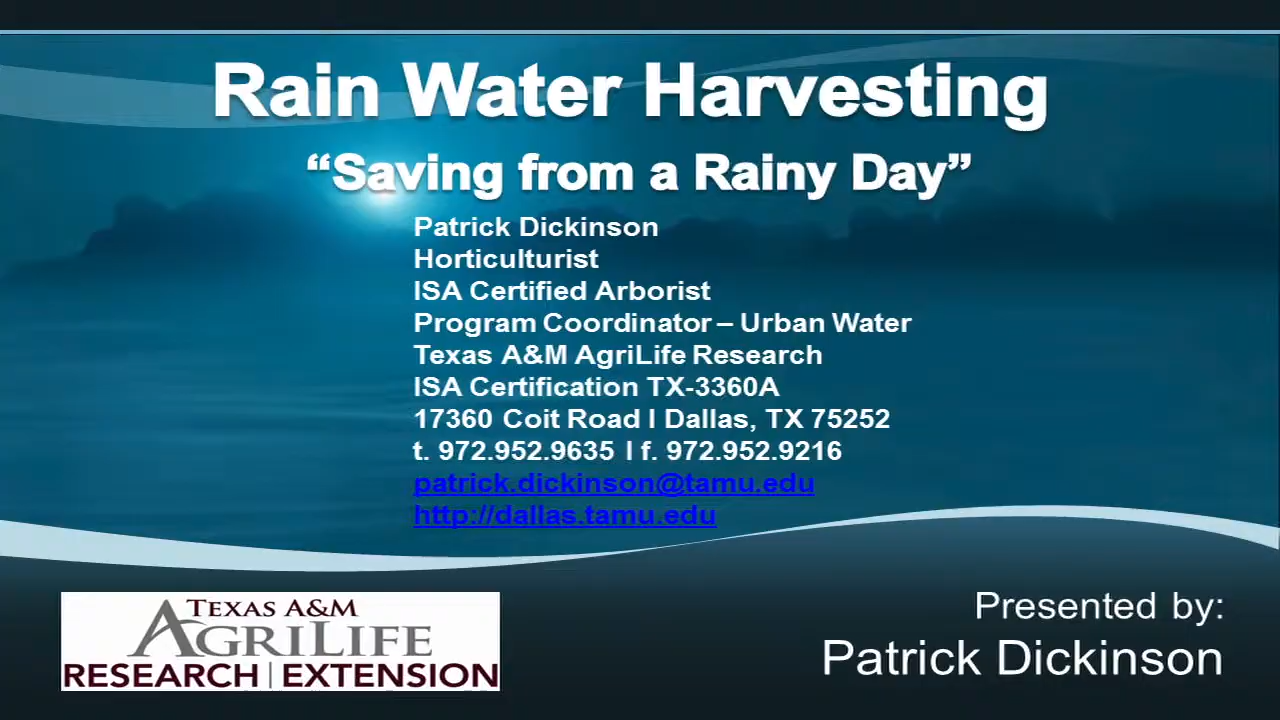 Rain Water Harvesting
“Saving from a Rainy Day”
Patrick Dickinson
Horticulturist
ISA Certified Arborist
Program Coordinator – Urban Water
Texas A&M AgriLife Research
ISA Certification TX-3360A
17360 Coit Road l Dallas, TX 75252
t. 972.952.9635 l f. 972.952.9216
patrick.dickinson@tamu.edu
http://dallas.tamu.edu
TEXAS A&M
AGRILIFE
RESEARCH | EXTENSION
Presented by:
Patrick Dickinson